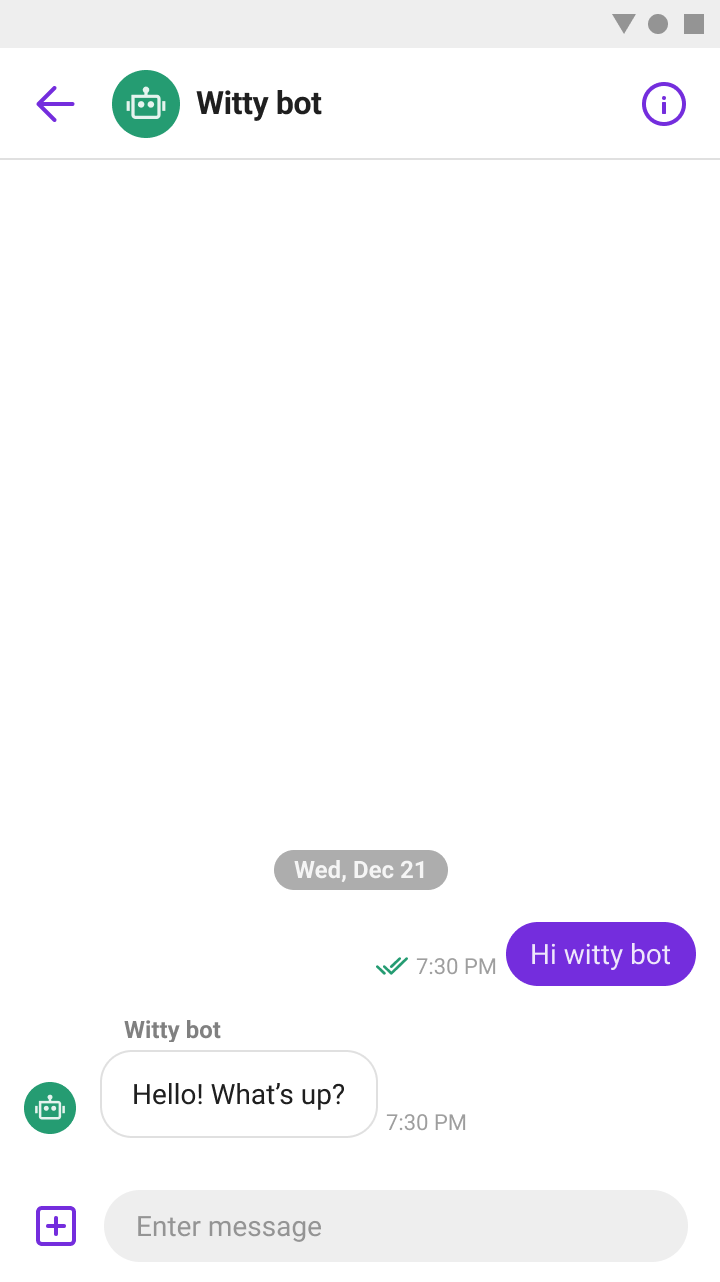 Witty bot
Wed, Dec 21
7:30 PM Hi witty bot
Witty bot
Hello! What’s up?
7:30 PM
Enter message